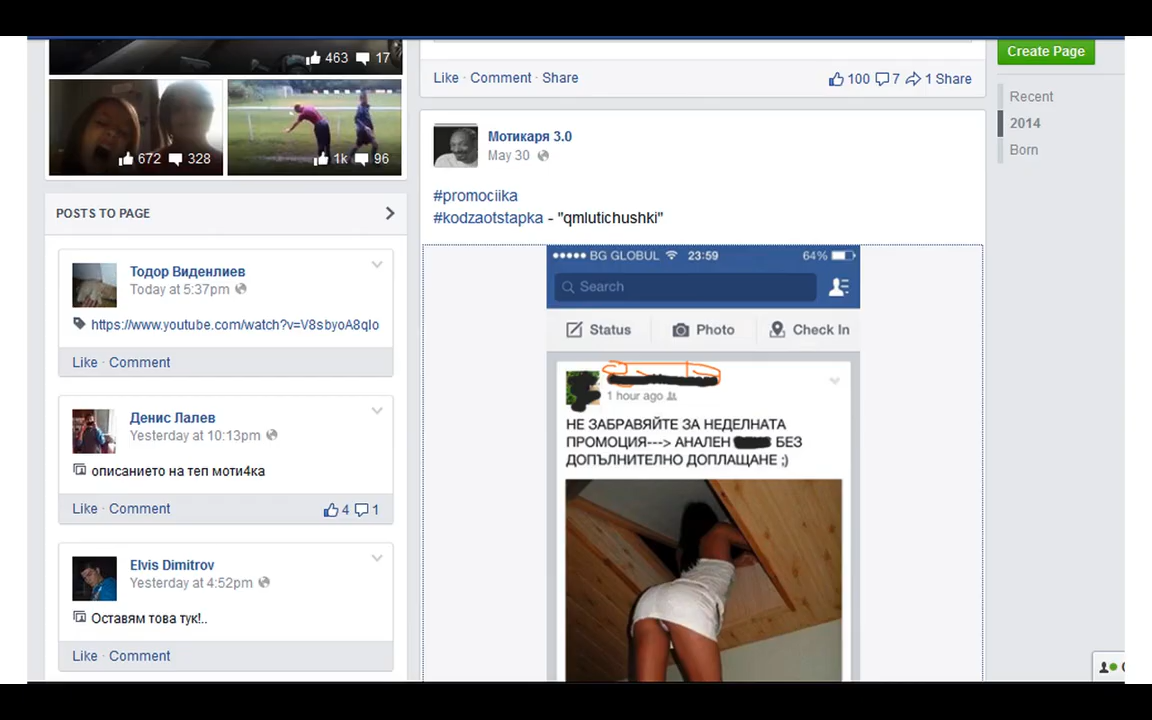 463 17
672 328
1k 96
POSTS TO PAGE
Тодор Виденлиев
Today at 5:37pm
https://www.youtube.com/watch?v=V8sbyoA8qIo
Like · Comment
Денис Лалев
Yesterday at 10:13pm
описанието на теп моти4ка
Like · Comment 4 1
Elvis Dimitrov
Yesterday at 4:52pm
Оставям това тук!..
Like · Comment
Like · Comment · Share 100 7 1 Share
Мотикаря 3.0
May 30
#promociika
#kodzaotstapka - "qmlutichushki"
BG GLOBUL 23:59 64%
Search
Status Photo Check In
1 hour ago
НЕ ЗАБРАВЯЙТЕ ЗА НЕДЕЛНАТА
ПРОМОЦИЯ---> АНАЛЕН БЕЗ
ДОПЪЛНИТЕЛНО ДОПЛАЩАНЕ ;)
Create Page
Recent
2014
Born